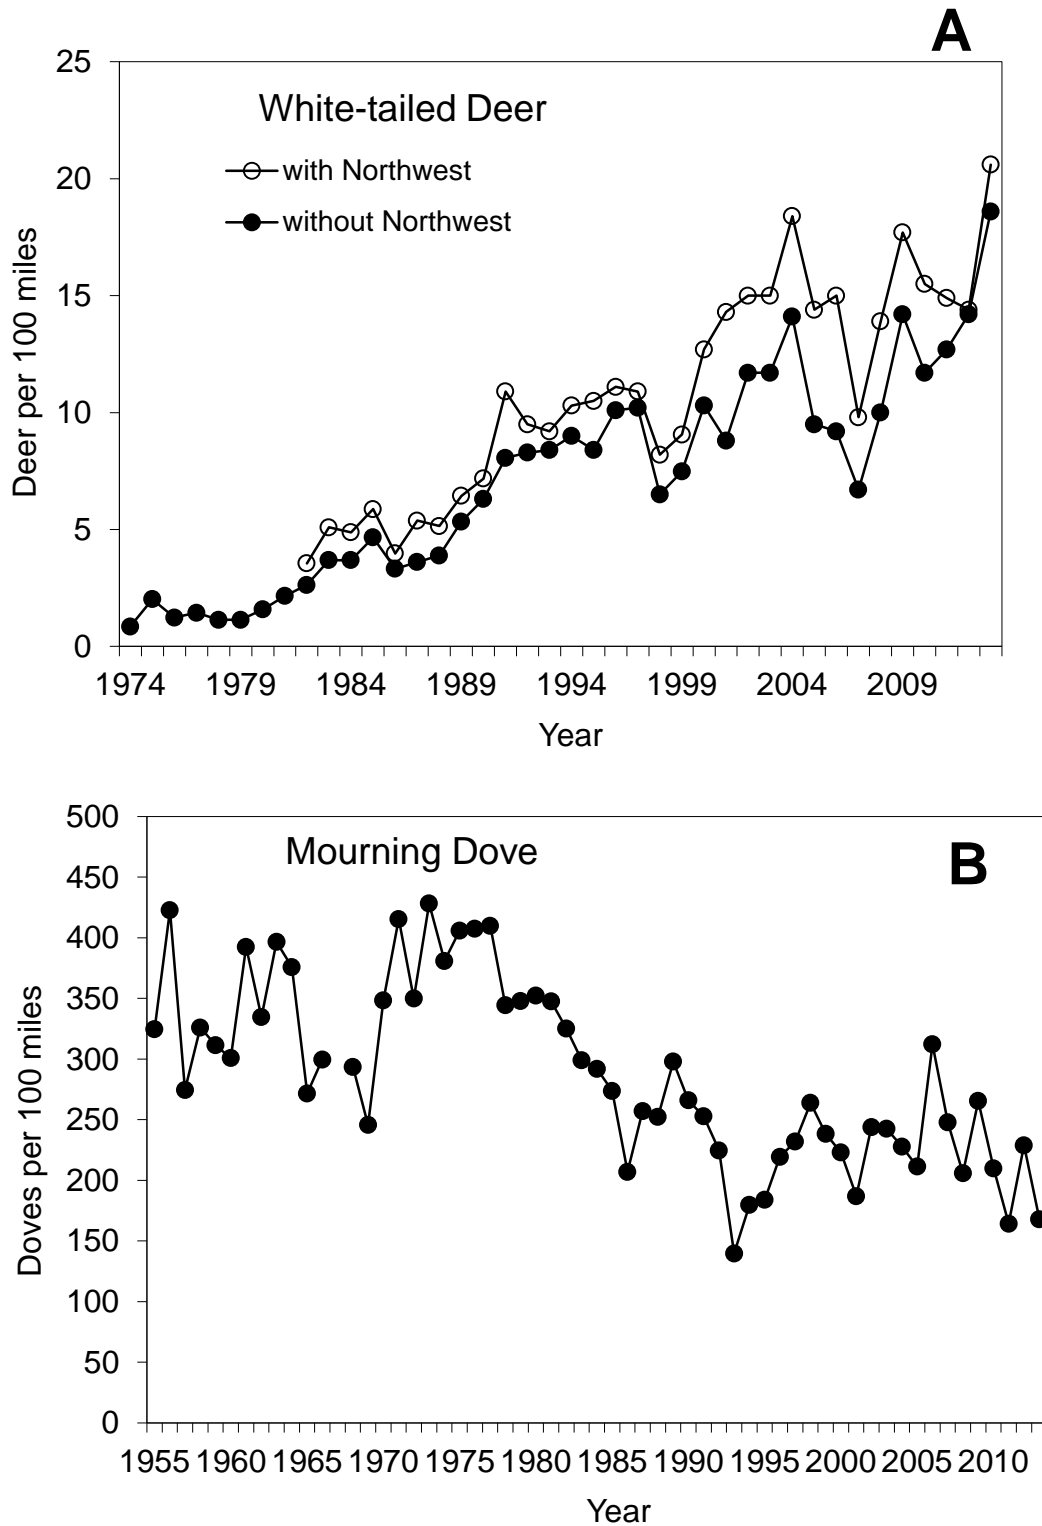 A
White-tailed Deer
with Northwest
without Northwest
25
20
15
10
5
0
Deer per 100 miles
1974 1979 1984 1989 1994 1999 2004 2009
Year
B
Mourning Dove
500
450
400
350
300
250
200
150
100
50
0
Doves per 100 miles
1955 1960 1965 1970 1975 1980 1985 1990 1995 2000 2005 2010
Year